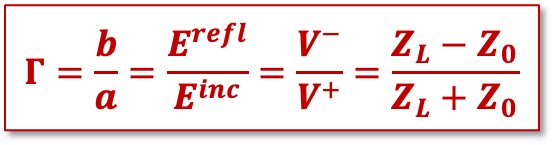 Γ = b/a = E^refl/E^inc = V^-/V^+ = (Z_L − Z_0)/(Z_L + Z_0)